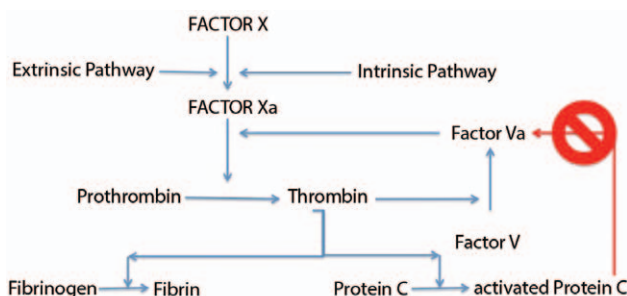 FACTOR X
Extrinsic Pathway Intrinsic Pathway
FACTOR Xa
Factor Va
Prothrombin Thrombin
Factor V
Fibrinogen Fibrin Protein C activated Protein C